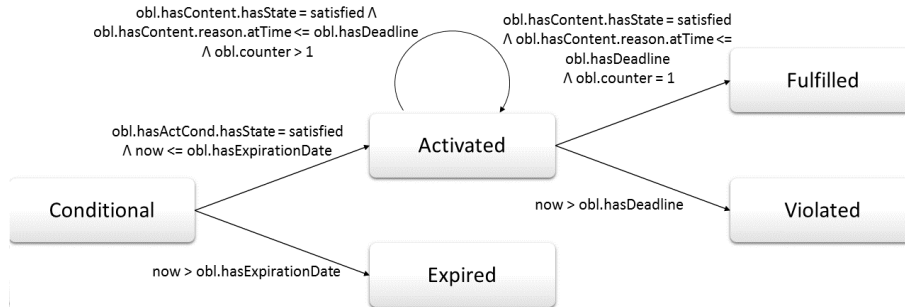 obl.hasContent.hasState = satisfied Λ
obl.hasContent.reason.atTime <= obl.hasDeadline
Λ obl.counter > 1
obl.hasContent.hasState = satisfied
Λ obl.hasContent.reason.atTime <=
obl.hasDeadline
Λ obl.counter = 1
Fulfilled
obl.hasActCond.hasState = satisfied
Λ now <= obl.hasExpirationDate
Activated
Conditional
now > obl.hasDeadline
Violated
now > obl.hasExpirationDate
Expired